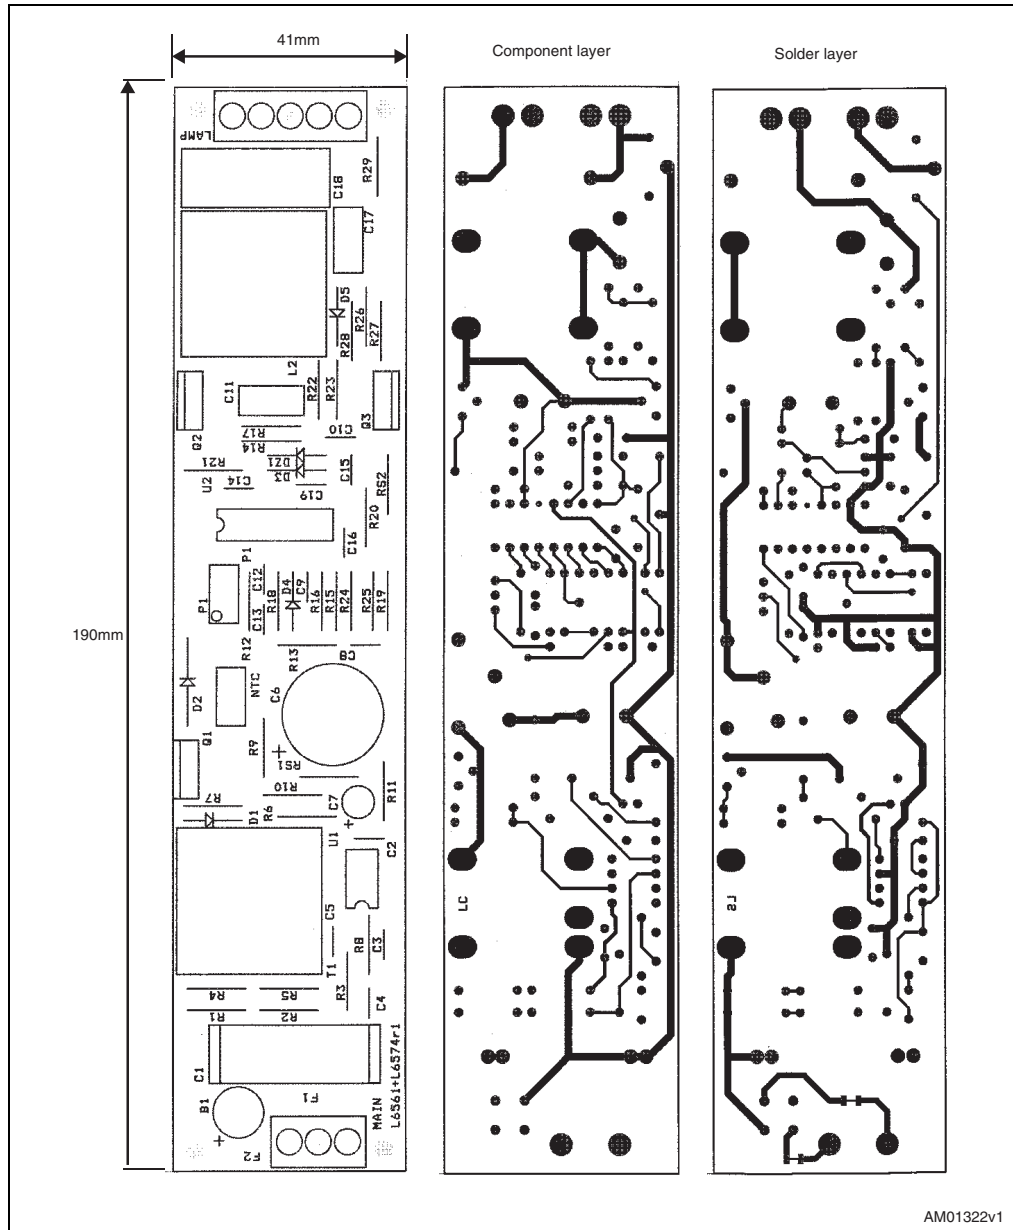 41mm
Component layer
Solder layer
LAMP
R29
C18
C17
D5
R26
R27
R28
L2
R22
R23
C11
Q2
Q3
R17
C10
R14
R21
DZ1
C15
D3
U2
C14
C19
RS2
R20
C16
P1
C12
D4
C9
P1
C13
R18
R16
R15
R24
R25
R19
190mm
R12
R13
C8
NTC
C6
D2
Q1
R9
RS1
R10
R11
R7
C7
D1
R6
U1
C2
C5
R8
C3
T1
R3
R4
R5
C4
R1
R2
C1
B1
F1
F2
MAIN
L6561+L6574r1
LC
LS
AM01322v1